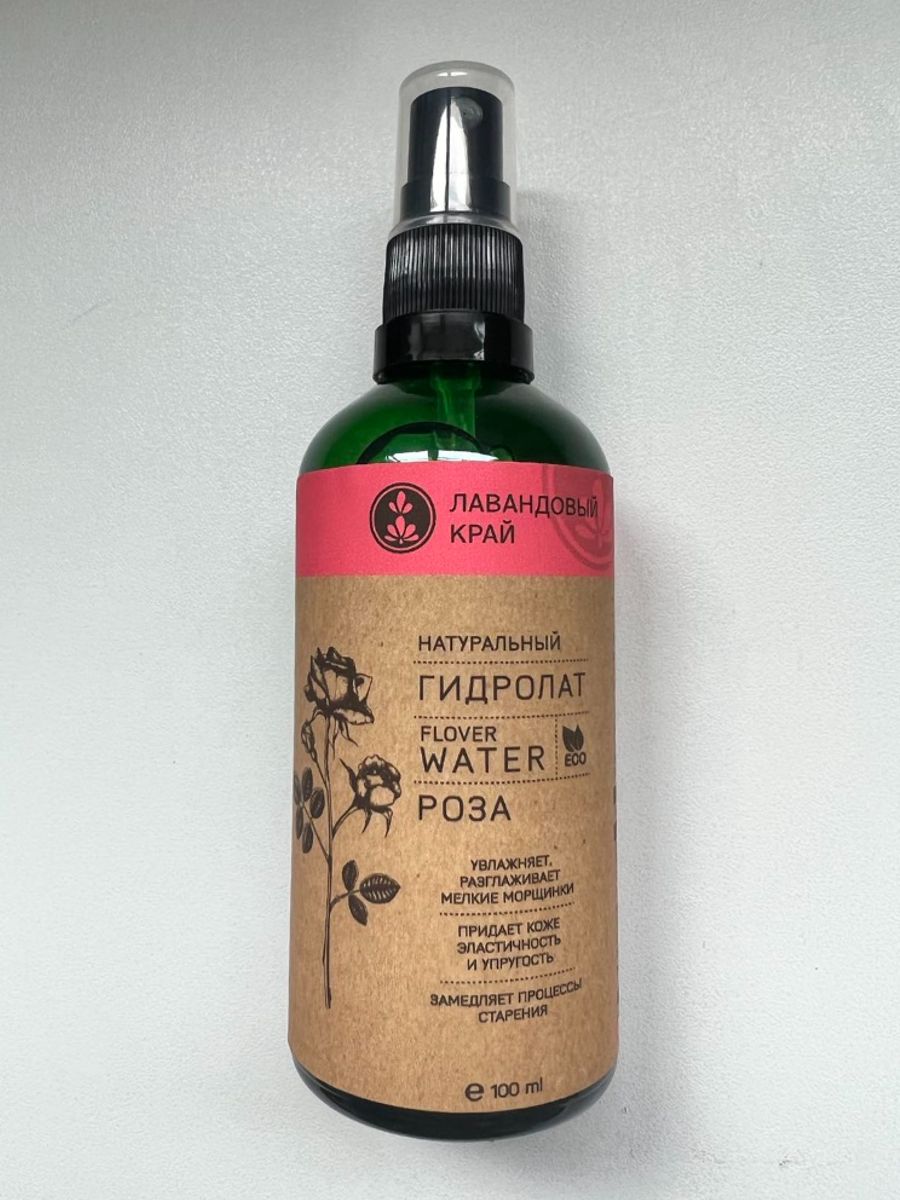 ЛАВАНДОВЫЙ
КРАЙ
НАТУРАЛЬНЫЙ
ГИДРОЛАТ
FLOVER
WATER
ECO
РОЗА
УВЛАЖНЯЕТ,
РАЗГЛАЖИВАЕТ
МЕЛКИЕ МОРЩИНКИ
ПРИДАЕТ КОЖЕ
ЭЛАСТИЧНОСТЬ
И УПРУГОСТЬ
ЗАМЕДЛЯЕТ ПРОЦЕССЫ
СТАРЕНИЯ
℮ 100 ml